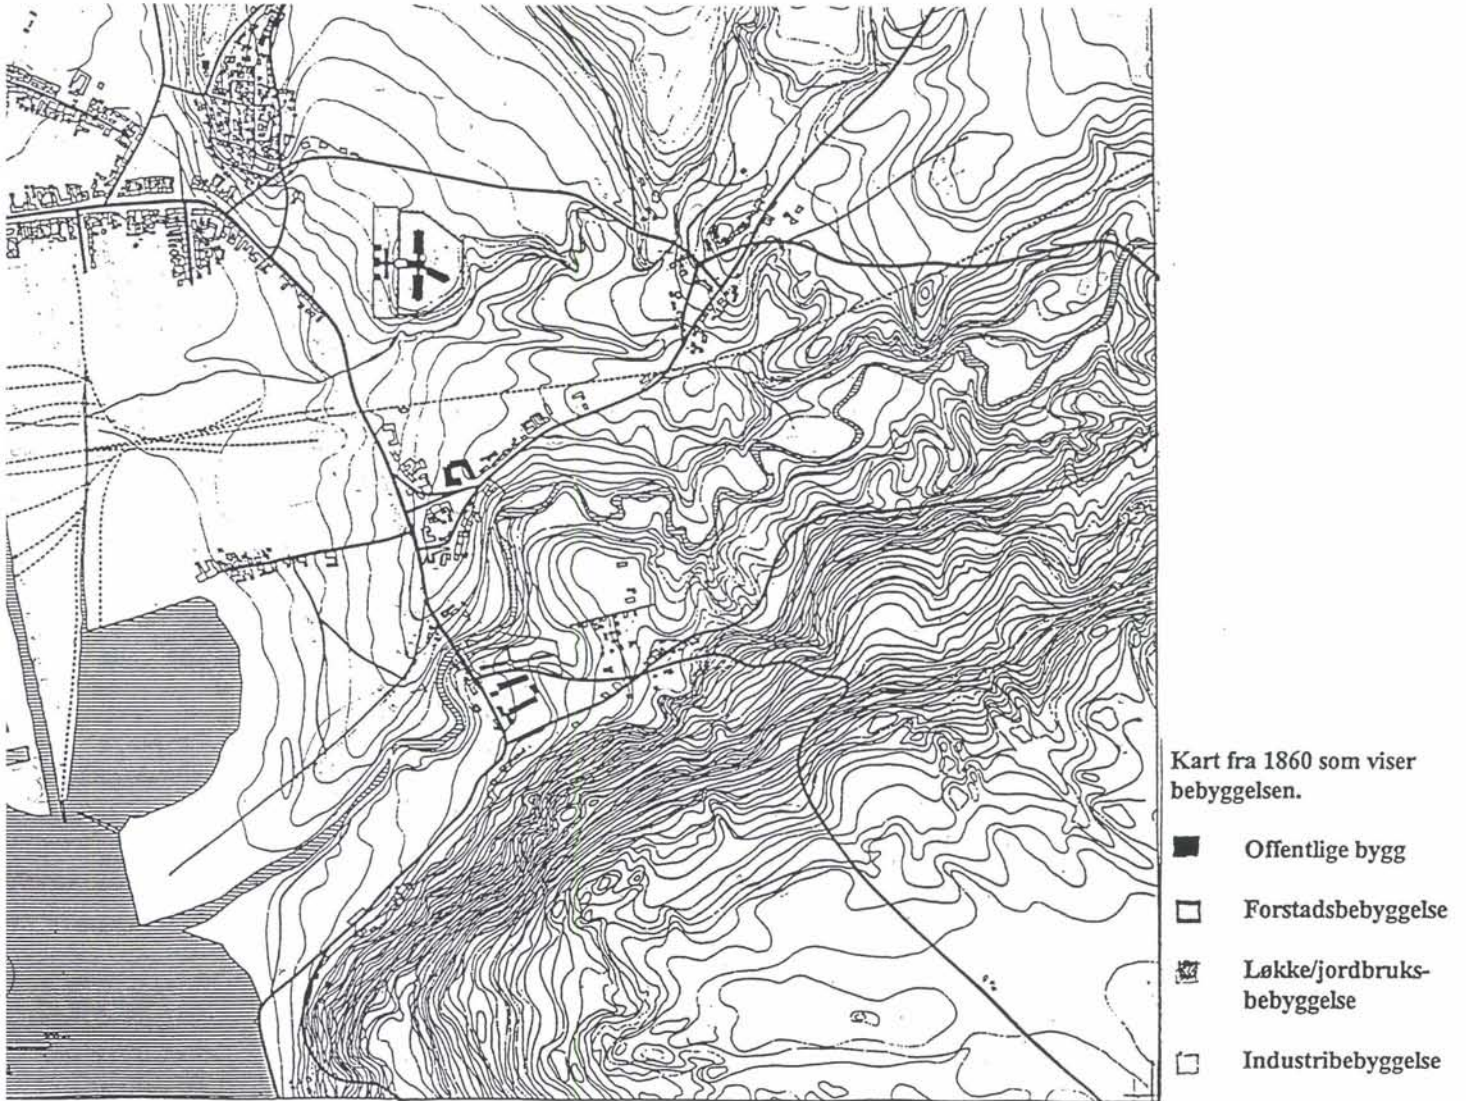 Kart fra 1860 som viser
bebyggelsen.
Offentlige bygg
Forstadsbebyggelse
Løkke/jordbruks-
bebyggelse
Industribebyggelse